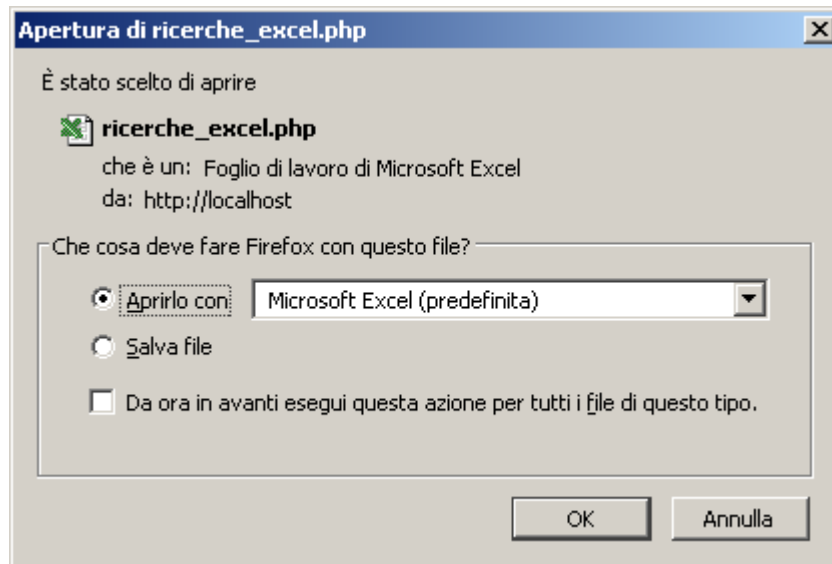 Apertura di ricerche_excel.php
È stato scelto di aprire
ricerche_excel.php
che è un: Foglio di lavoro di Microsoft Excel
da: http://localhost
Che cosa deve fare Firefox con questo file?
Aprirlo con Microsoft Excel (predefinita)
Salva file
Da ora in avanti esegui questa azione per tutti i file di questo tipo.
OK Annulla